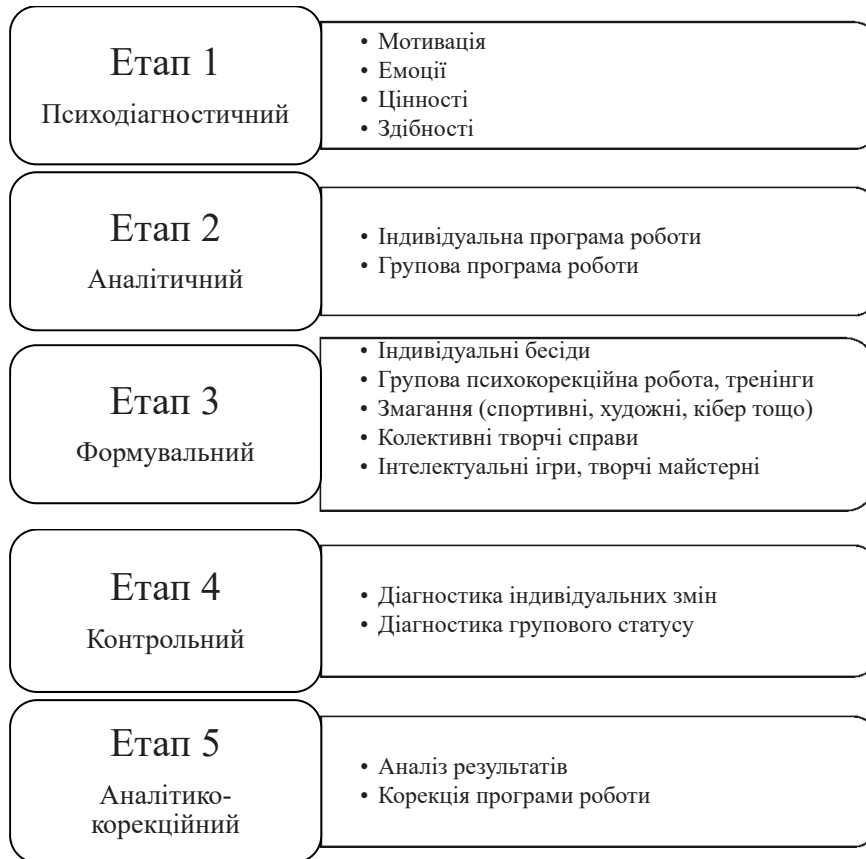 Етап 1
Психодіагностичний
• Мотивація
• Емоції
• Цінності
• Здібності
Етап 2
Аналітичний
• Індивідуальна програма роботи
• Групова програма роботи
Етап 3
Формувальний
• Індивідуальні бесіди
• Групова психокорекційна робота, тренінги
• Змагання (спортивні, художні, кібер тощо)
• Колективні творчі справи
• Інтелектуальні ігри, творчі майстерні
Етап 4
Контрольний
• Діагностика індивідуальних змін
• Діагностика групового статусу
Етап 5
Аналітико-
корекційний
• Аналіз результатів
• Корекція програми роботи